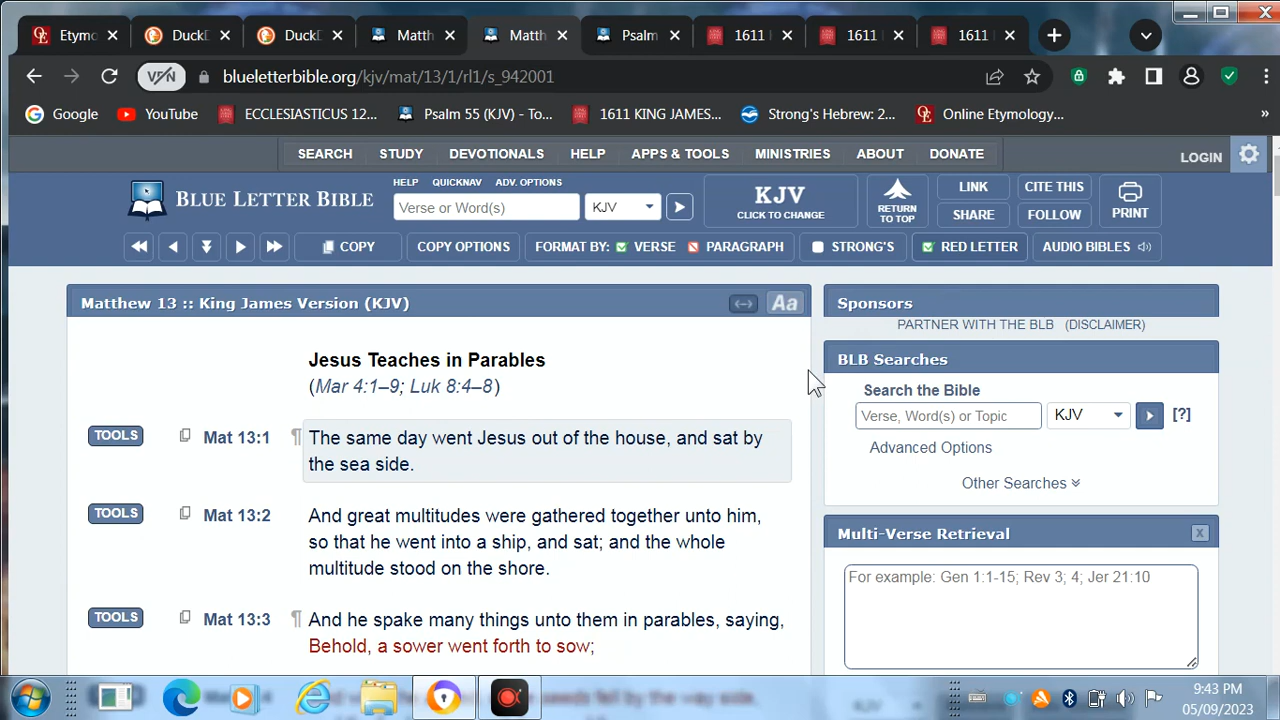 Etymo
DuckD
DuckD
Matth
Matth
Psalm
1611
1611
1611
VPN
blueletterbible.org/kjv/mat/13/1/rl1/s_942001
Google
YouTube
ECCLESIASTICUS 12...
Psalm 55 (KJV) - To...
1611 KING JAMES...
Strong's Hebrew: 2...
Online Etymology...
»
SEARCH
STUDY
DEVOTIONALS
HELP
APPS & TOOLS
MINISTRIES
ABOUT
DONATE
LOGIN
BLUE LETTER BIBLE
HELP
QUICKNAV
ADV. OPTIONS
Verse or Word(s)
KJV
KJV
CLICK TO CHANGE
RETURN
TO TOP
LINK
CITE THIS
SHARE
FOLLOW
PRINT
COPY
COPY OPTIONS
FORMAT BY:
VERSE
PARAGRAPH
STRONG'S
RED LETTER
AUDIO BIBLES
Matthew 13 :: King James Version (KJV)
Aa
Jesus Teaches in Parables
(Mar 4:1–9; Luk 8:4–8)
TOOLS
Mat 13:1
¶
The same day went Jesus out of the house, and sat by
the sea side.
TOOLS
Mat 13:2
And great multitudes were gathered together unto him,
so that he went into a ship, and sat; and the whole
multitude stood on the shore.
TOOLS
Mat 13:3
¶
And he spake many things unto them in parables, saying,
Behold, a sower went forth to sow;
Sponsors
PARTNER WITH THE BLB (DISCLAIMER)
BLB Searches
Search the Bible
Verse, Word(s) or Topic
KJV
[?]
Advanced Options
Other Searches
Multi-Verse Retrieval
x
For example: Gen 1:1-15; Rev 3; 4; Jer 21:10
9:43 PM
05/09/2023